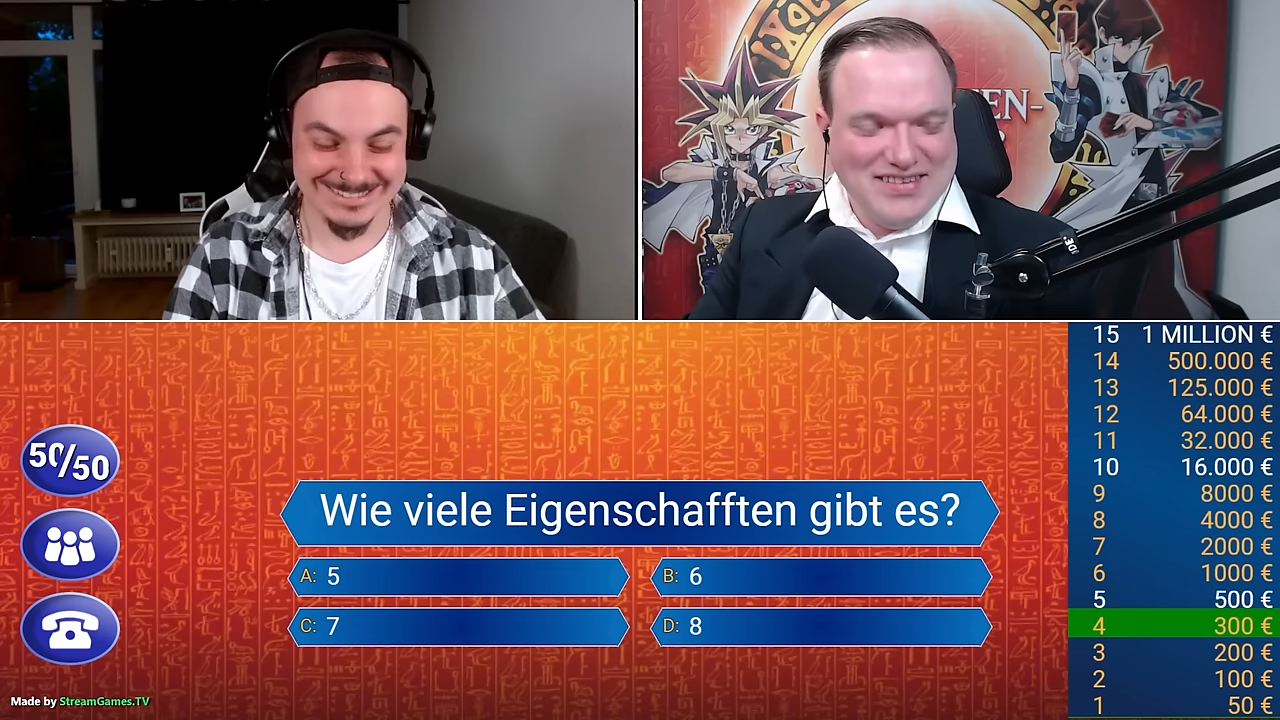 EN-
50/50
Wie viele Eigenschafften gibt es?
A: 5
B: 6
C: 7
D: 8
15 1 MILLION €
14 500.000 €
13 125.000 €
12 64.000 €
11 32.000 €
10 16.000 €
9 8000 €
8 4000 €
7 2000 €
6 1000 €
5 500 €
4 300 €
3 200 €
2 100 €
1 50 €
Made by StreamGames.TV